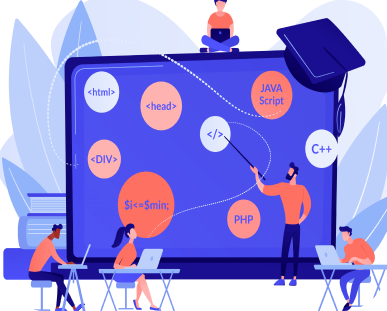 <html>
<head>
JAVA
Script
</>
C++
<DIV>
$i<=$min;
PHP